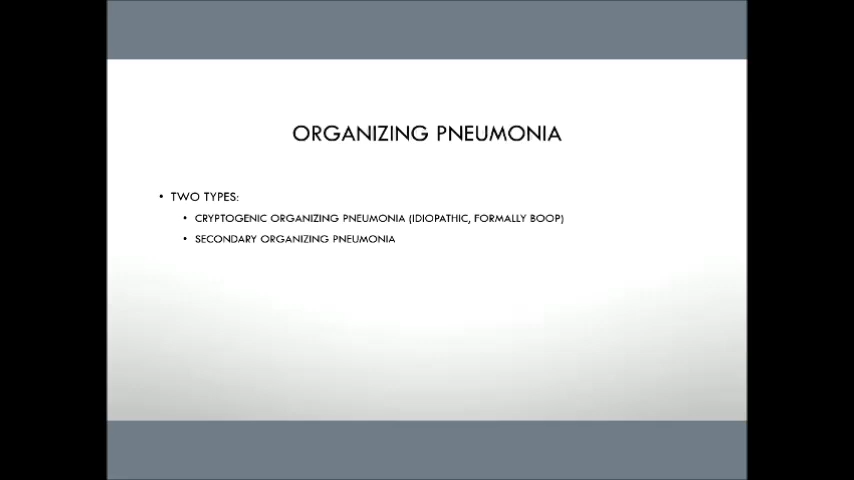 ORGANIZING PNEUMONIA
• TWO TYPES:
• CRYPTOGENIC ORGANIZING PNEUMONIA (IDIOPATHIC, FORMALLY BOOP)
• SECONDARY ORGANIZING PNEUMONIA